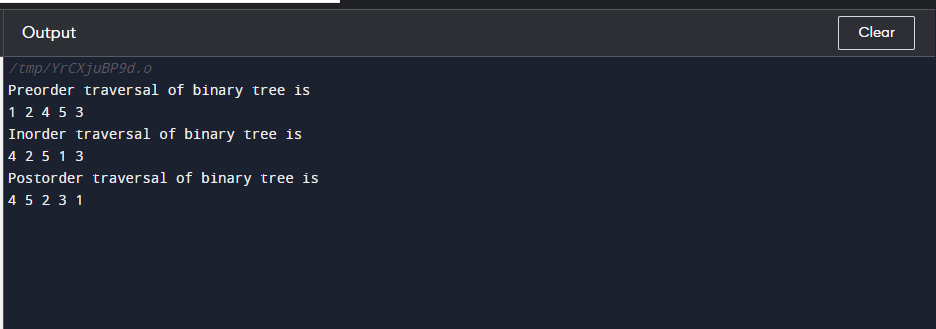 Output
Clear
/tmp/YrCXjuBP9d.o
Preorder traversal of binary tree is
1 2 4 5 3
Inorder traversal of binary tree is
4 2 5 1 3
Postorder traversal of binary tree is
4 5 2 3 1